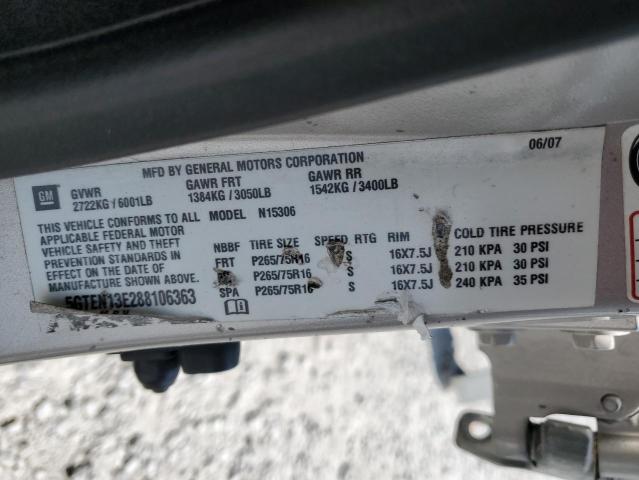 06/07
MFD BY GENERAL MOTORS CORPORATION
GM
GVWR GAWR FRT GAWR RR
2722KG / 6001LB 1384KG / 3050LB 1542KG / 3400LB
THIS VEHICLE CONFORMS TO ALL MODEL N15306
APPLICABLE FEDERAL MOTOR
VEHICLE SAFETY AND THEFT
PREVENTION STANDARDS IN
EFFECT ON THE DATE OF
MANUFACTURE SHOWN ABOVE.
5GTEN13E288106363
NBBF TIRE SIZE SPEED RTG RIM COLD TIRE PRESSURE
FRT P265/75R16 S 16X7.5J 210 KPA 30 PSI
P265/75R16 S 16X7.5J 210 KPA 30 PSI
SPA P265/75R16 S 16X7.5J 240 KPA 35 PSI